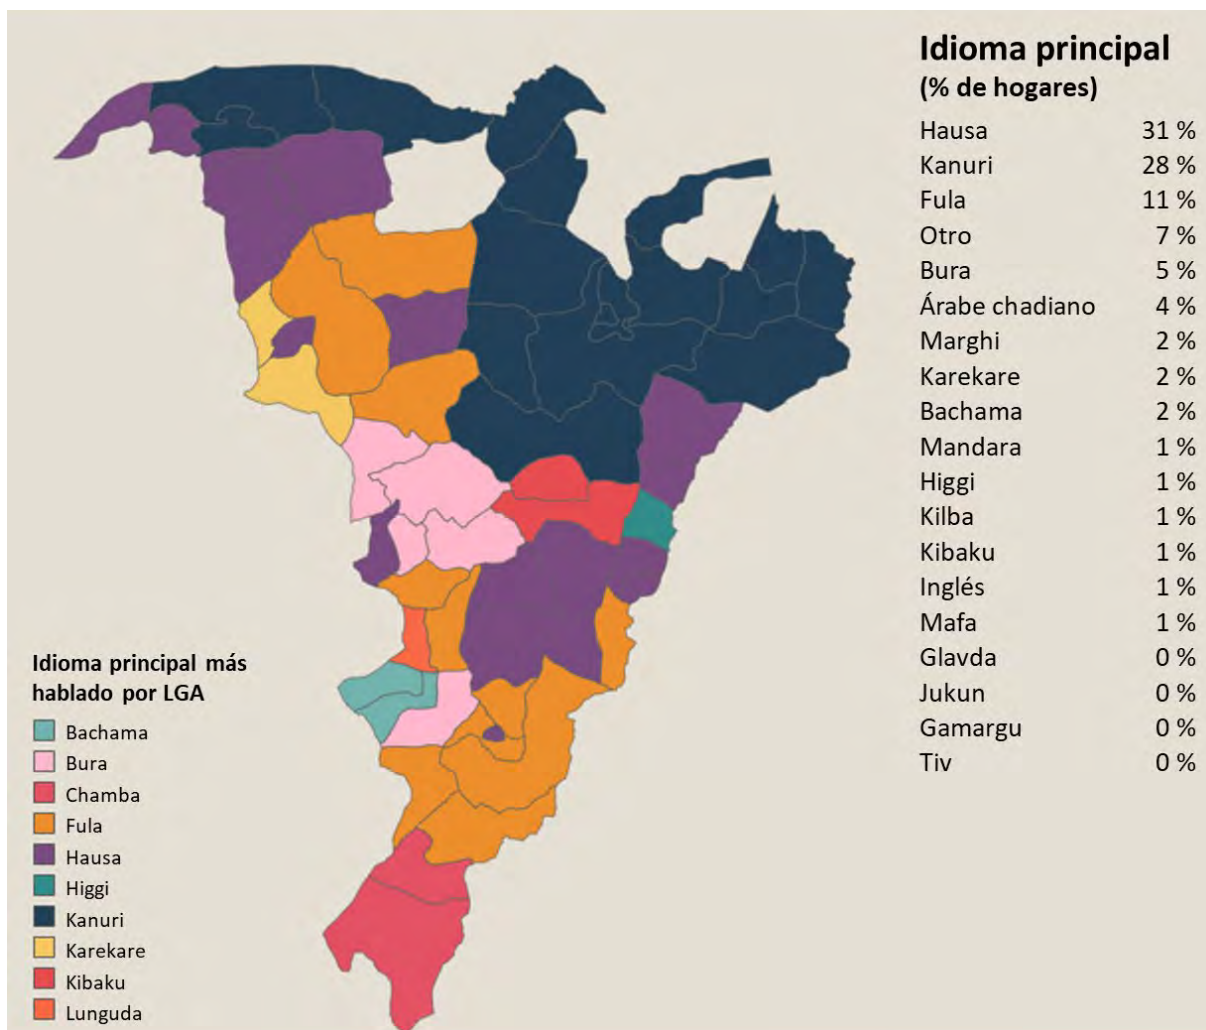 Idioma principal
(% de hogares)
Hausa 31 %
Kanuri 28 %
Fula 11 %
Otro 7 %
Bura 5 %
Árabe chadiano 4 %
Marghi 2 %
Karekare 2 %
Bachama 2 %
Mandara 1 %
Higgi 1 %
Kilba 1 %
Kibaku 1 %
Inglés 1 %
Mafa 1 %
Glavda 0 %
Jukun 0 %
Gamargu 0 %
Tiv 0 %
Idioma principal más
hablado por LGA
Bachama
Bura
Chamba
Fula
Hausa
Higgi
Kanuri
Karekare
Kibaku
Lunguda